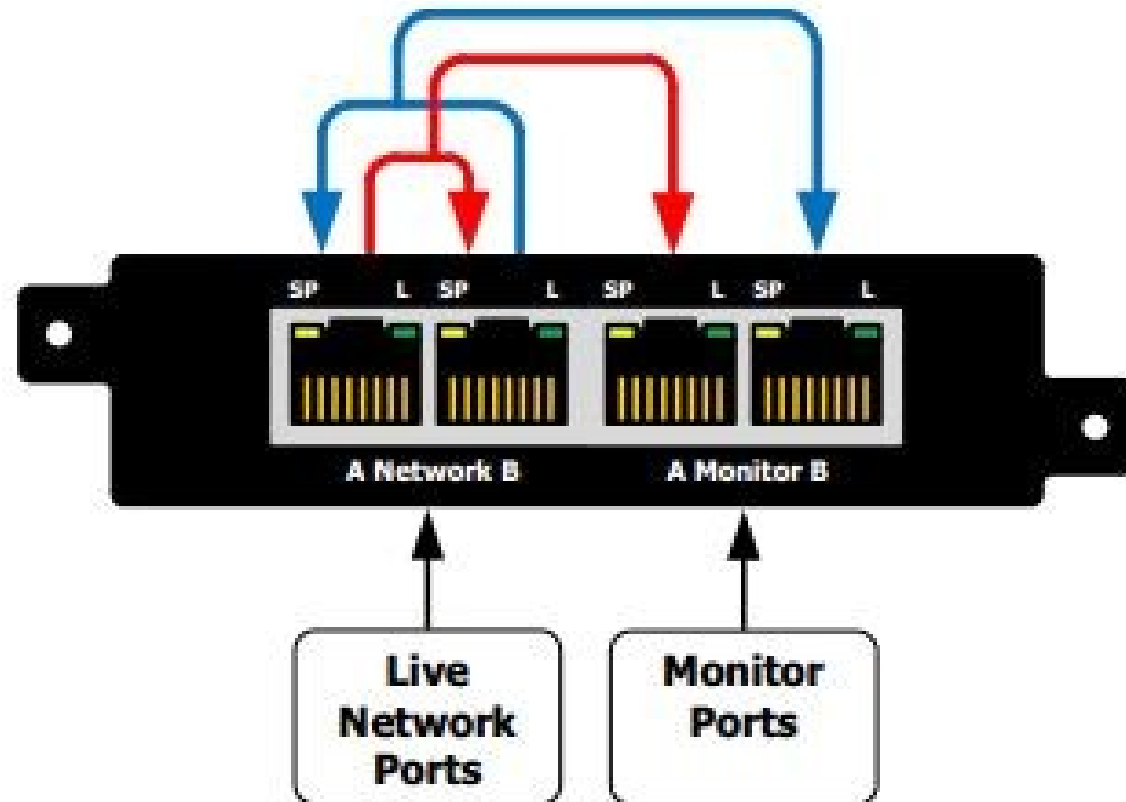 SP L SP L SP L SP L
A Network B A Monitor B
Live
Network
Ports
Monitor
Ports